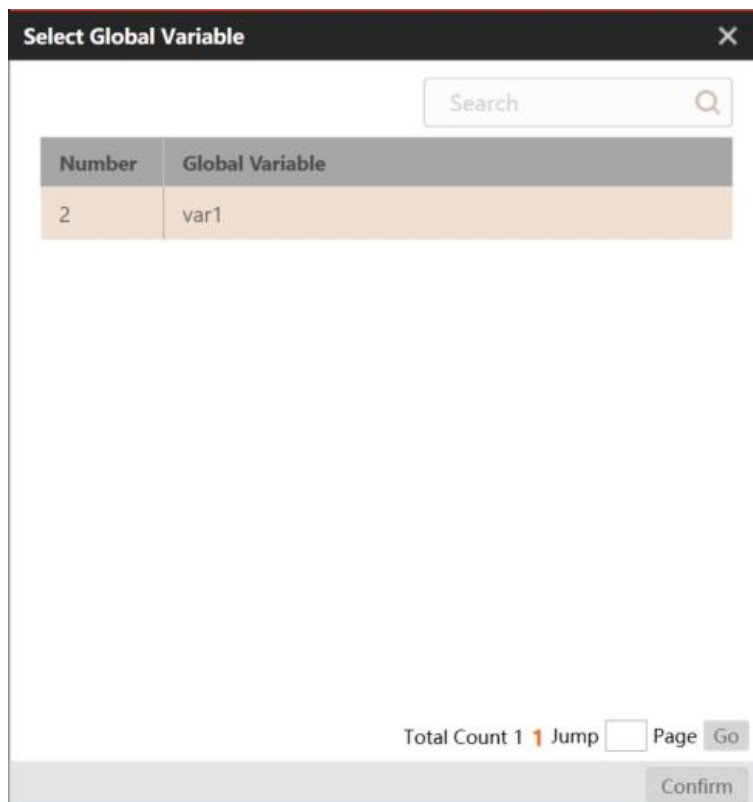 Select Global Variable
Search
Number Global Variable
2 var1
Total Count 1 1 Jump Page Go
Confirm